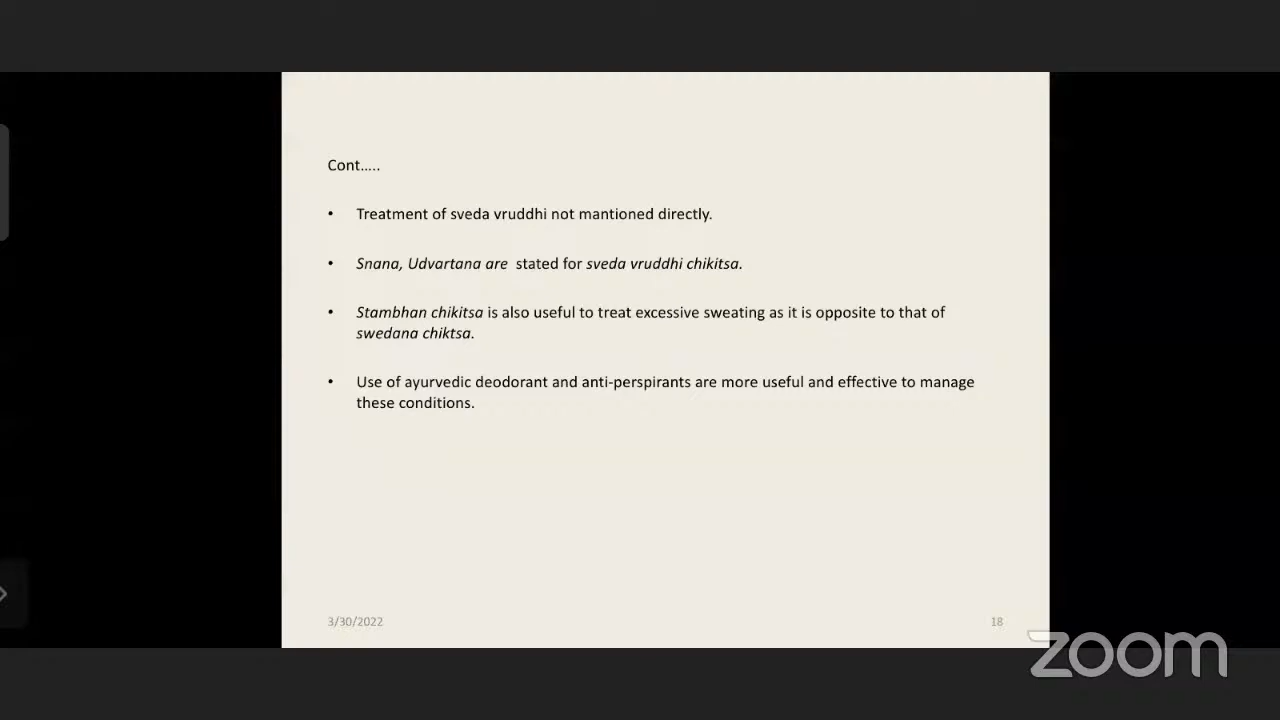 Cont…..
• Treatment of sveda vruddhi not mantioned directly.
• Snana, Udvartana are stated for sveda vruddhi chikitsa.
• Stambhan chikitsa is also useful to treat excessive sweating as it is opposite to that of
swedana chiktsa.
• Use of ayurvedic deodorant and anti-perspirants are more useful and effective to manage
these conditions.
3/30/2022
18
zoom